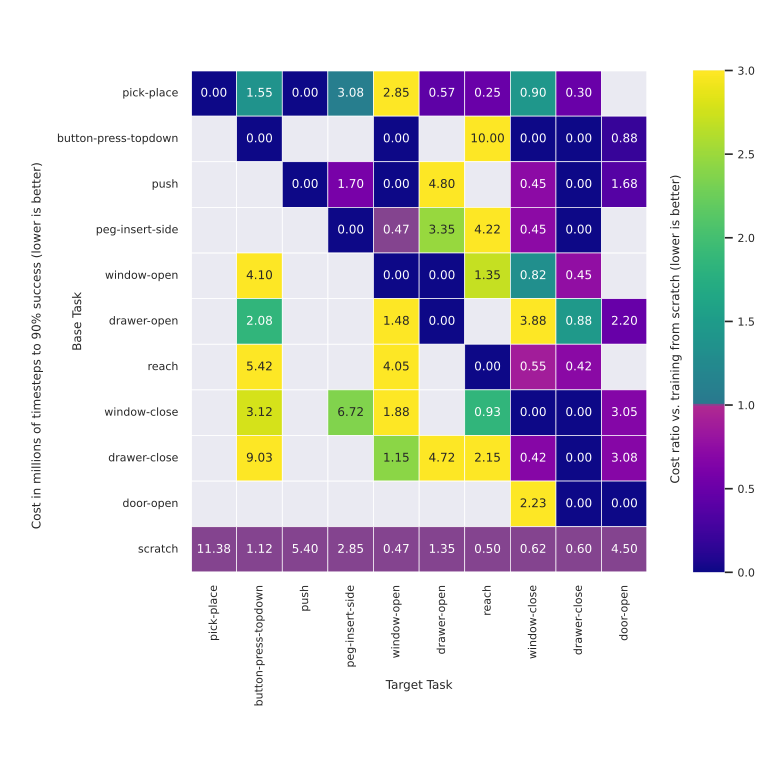 pick-place 0.00 1.55 0.00 3.08 2.85 0.57 0.25 0.90 0.30
button-press-topdown 0.00 0.00 10.00 0.00 0.00 0.88
push 0.00 1.70 0.00 4.80 0.45 0.00 1.68
peg-insert-side 0.00 0.47 3.35 4.22 0.45 0.00
window-open 4.10 0.00 0.00 1.35 0.82 0.45
drawer-open 2.08 1.48 0.00 3.88 0.88 2.20
reach 5.42 4.05 0.00 0.55 0.42
window-close 3.12 6.72 1.88 0.93 0.00 0.00 3.05
drawer-close 9.03 1.15 4.72 2.15 0.42 0.00 3.08
door-open 2.23 0.00 0.00
scratch 11.38 1.12 5.40 2.85 0.47 1.35 0.50 0.62 0.60 4.50
pick-place
button-press-topdown
push
peg-insert-side
window-open
drawer-open
reach
window-close
drawer-close
door-open
Target Task
Base Task
Cost in millions of timesteps to 90% success (lower is better)
3.0
2.5
2.0
1.5
1.0
0.5
0.0
Cost ratio vs. training from scratch (lower is better)